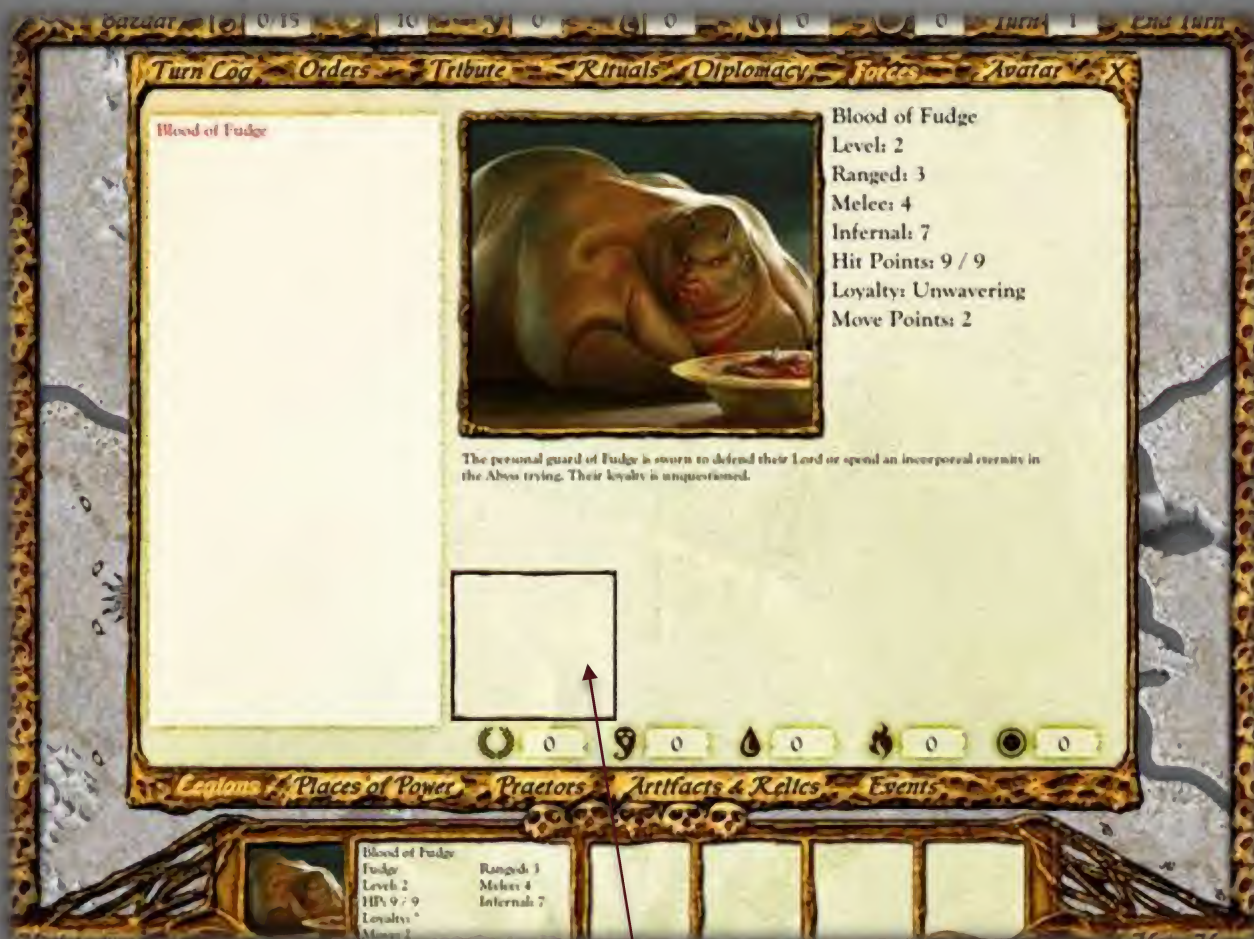 Bazaar 0/15 10 0 0 0 0 Turn 1 End Turn
Turn Log Orders Tribute Rituals Diplomacy Forces Avatar X
Blood of Fudge
Blood of Fudge
Level: 2
Ranged: 3
Melee: 4
Infernal: 7
Hit Points: 9 / 9
Loyalty: Unwavering
Move Points: 2
The personal guard of Fudge is sworn to defend their Lord or spend an incorporeal eternity in
the Abyss trying. Their loyalty is unquestioned.
0 0 0 0 0
Legions Places of Power Praetors Artifacts & Relics Events
Blood of Fudge
Fudge Ranged: 3
Level: 2 Melee: 4
HP: 9 / 9 Infernal: 7
Loyalty: *
Move: 2